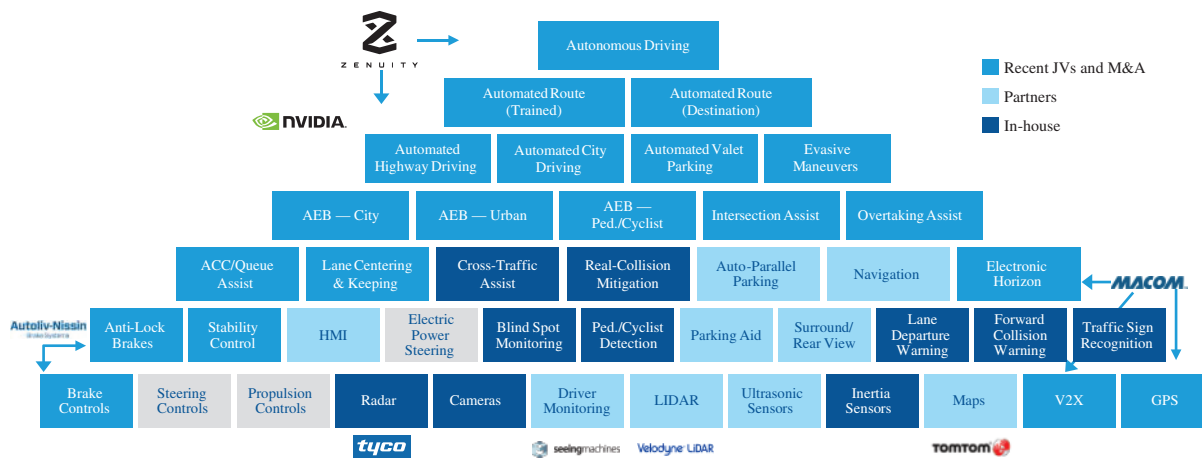 ZENUITY
Autonomous Driving
Recent JVs and M&A
Partners
In-house
Automated Route
(Trained)
Automated Route
(Destination)
NVIDIA.
Automated
Highway Driving
Automated City
Driving
Automated Valet
Parking
Evasive
Maneuvers
AEB — City
AEB — Urban
AEB —
Ped./Cyclist
Intersection Assist
Overtaking Assist
ACC/Queue
Assist
Lane Centering
& Keeping
Cross-Traffic
Assist
Real-Collision
Mitigation
Auto-Parallel
Parking
Navigation
Electronic
Horizon
MACOM
Autoliv-Nissin
Brake Systems
Anti-Lock
Brakes
Stability
Control
HMI
Electric
Power
Steering
Blind Spot
Monitoring
Ped./Cyclist
Detection
Parking Aid
Surround/
Rear View
Lane
Departure
Warning
Forward
Collision
Warning
Traffic Sign
Recognition
Brake
Controls
Steering
Controls
Propulsion
Controls
Radar
Cameras
Driver
Monitoring
LIDAR
Ultrasonic
Sensors
Inertia
Sensors
Maps
V2X
GPS
tyco
seeingmachines
Velodyne LiDAR
TOMTOM